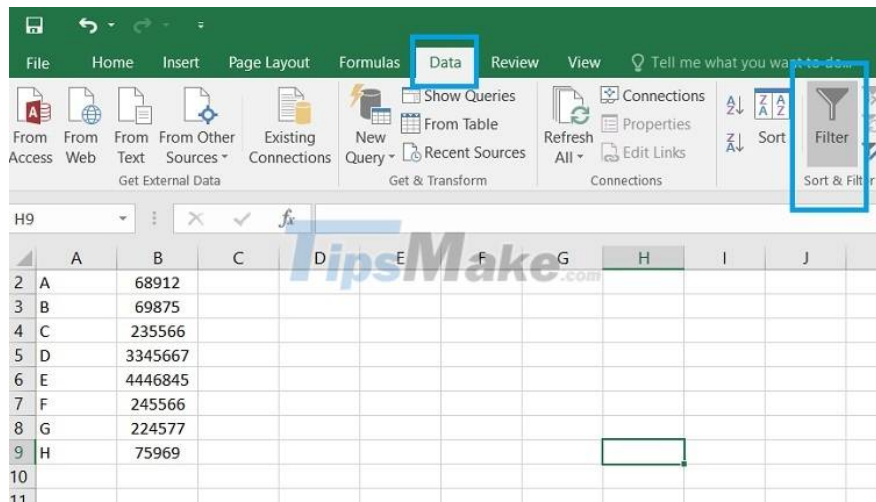 File Home Insert Page Layout Formulas Data Review View Tell me what you want to do...
From Access
From Web
From Text
From Other Sources
Existing Connections
New Query
Show Queries
From Table
Recent Sources
Refresh All
Connections
Properties
Edit Links
Sort
Filter
Get External Data Get & Transform Connections Sort & Filter
H9 fx
TipsMake.com
A B C D E F G H I J
2 A 68912
3 B 69875
4 C 235566
5 D 3345667
6 E 4446845
7 F 245566
8 G 224577
9 H 75969
10
11